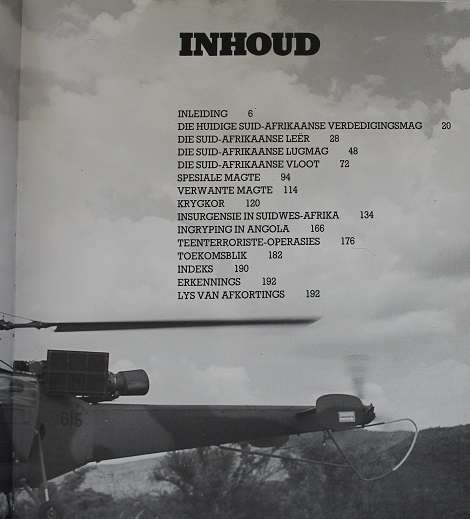 INHOUD
INLEIDING 6
DIE HUIDIGE SUID-AFRIKAANSE VERDEDIGINGSMAG 20
DIE SUID-AFRIKAANSE LEËR 28
DIE SUID-AFRIKAANSE LUGMAG 48
DIE SUID-AFRIKAANSE VLOOT 72
SPESIALE MAGTE 94
VERWANTE MAGTE 114
KRYGKOR 120
INSURGENSIE IN SUIDWES-AFRIKA 134
INGRYPING IN ANGOLA 166
TEENTERRORISTE-OPERASIES 176
TOEKOMSBLIK 182
INDEKS 190
ERKENNINGS 192
LYS VAN AFKORTINGS 192
615